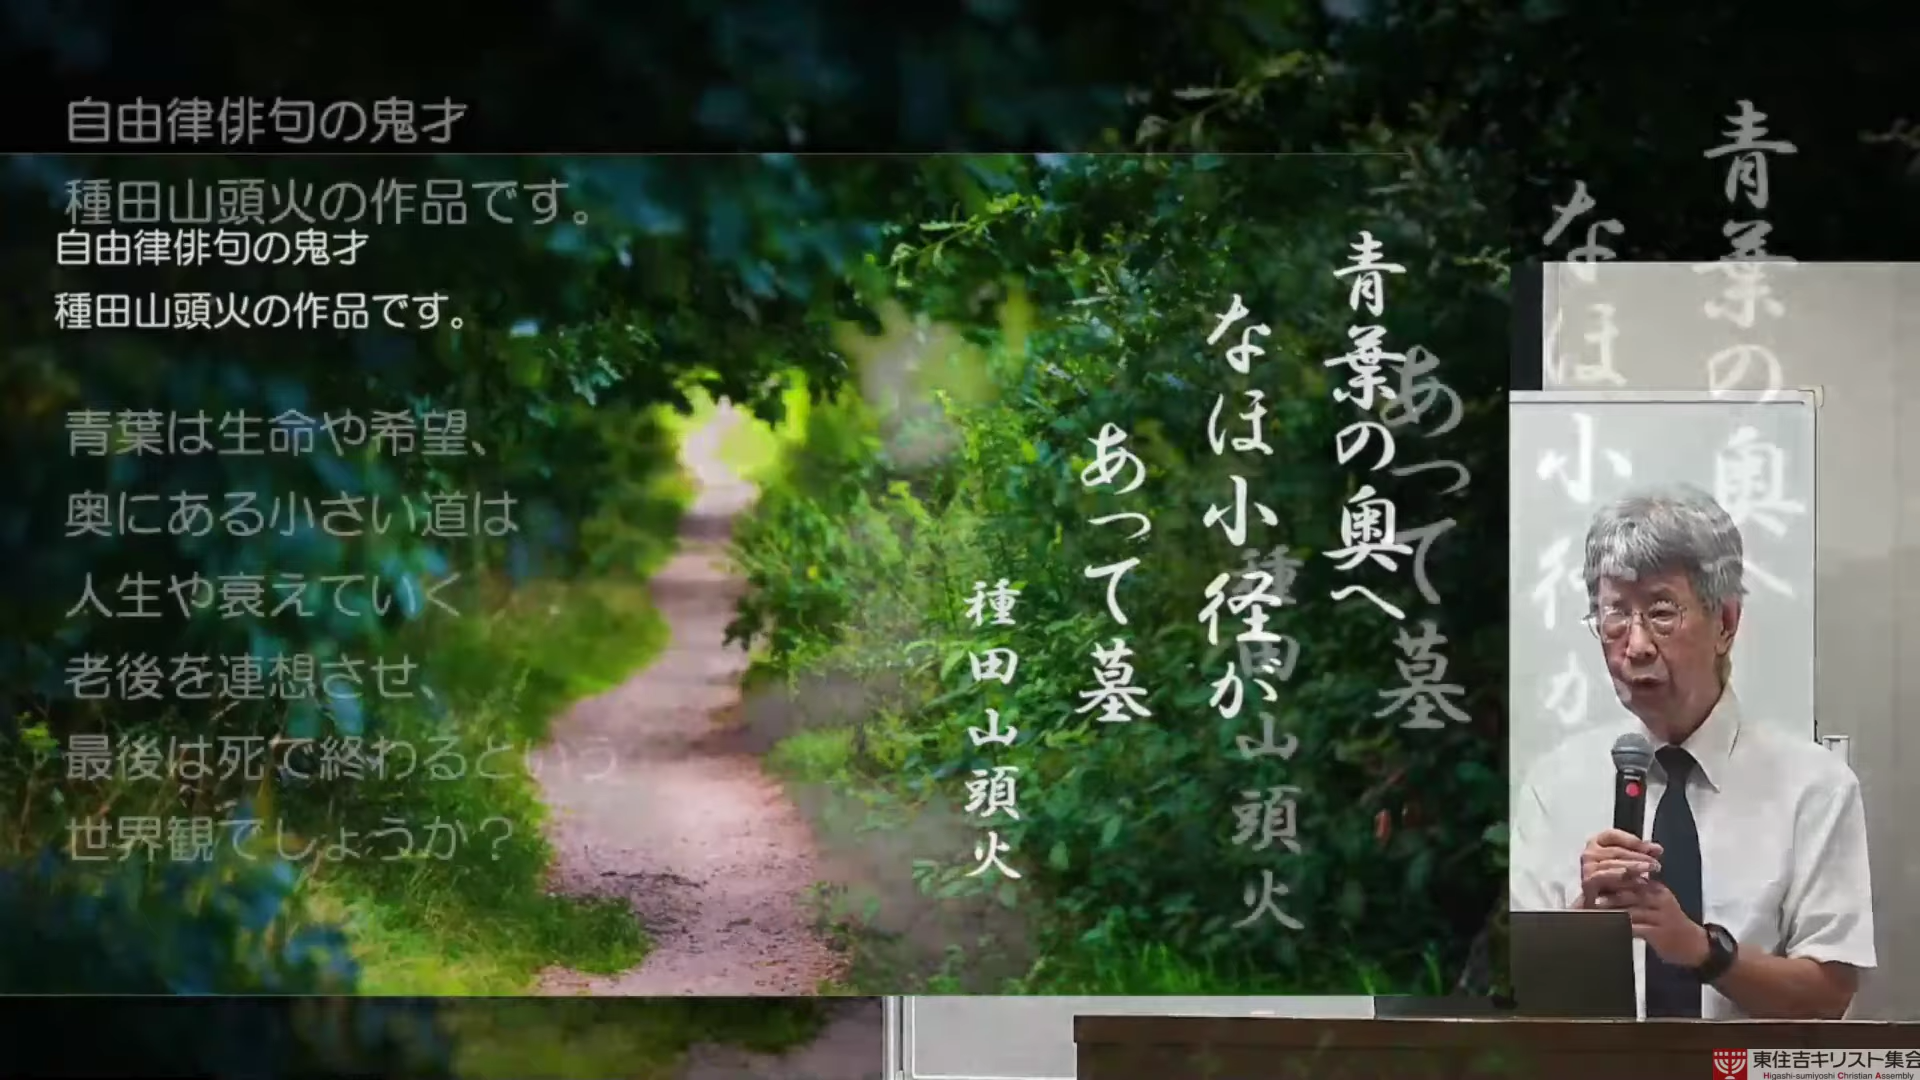 自由律俳句の鬼才
種田山頭火の作品です。
自由律俳句の鬼才
種田山頭火の作品です。
青葉は生命や希望、
奥にある小さい道は
人生や衰えていく
老後を連想させ、
最後は死で終わるという
世界観でしょうか？
青葉の奥へ
なほ小径が
あって墓
種田山頭火
青葉の奥へ
なほ小径が
あって墓
種田山頭火
東住吉キリスト集会
Higashi-sumiyoshi Christian Assembly